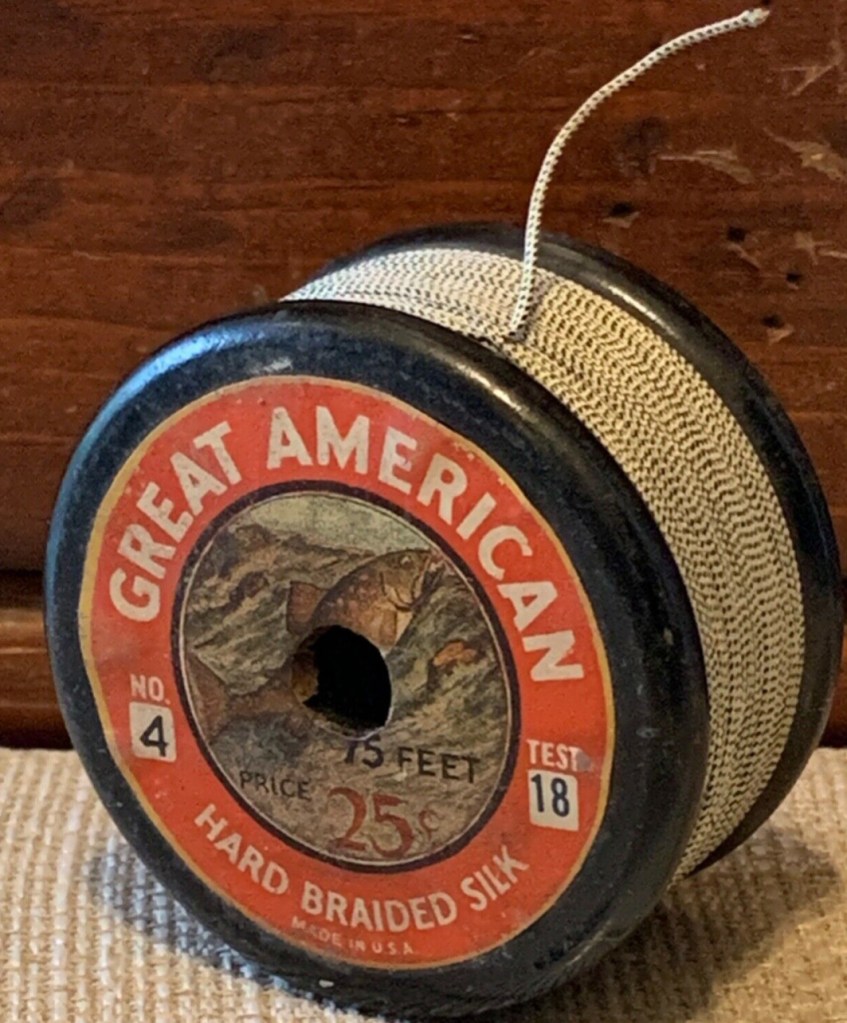 GREAT AMERICAN
NO.
4
TEST
18
75 FEET
PRICE 25¢
HARD BRAIDED SILK
MADE IN U.S.A.